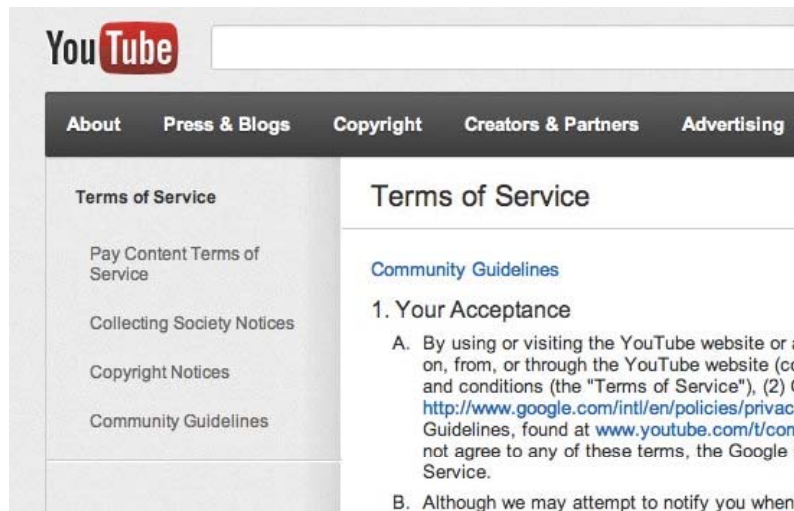 YouTube
About Press & Blogs Copyright Creators & Partners Advertising
Terms of Service
Pay Content Terms of
Service
Collecting Society Notices
Copyright Notices
Community Guidelines
Terms of Service
Community Guidelines
1. Your Acceptance
A. By using or visiting the YouTube website or
on, from, or through the YouTube website
and conditions (the "Terms of Service"), (2)
http://www.google.com/intl/en/policies/privac
Guidelines, found at www.youtube.com/t/com
not agree to any of these terms, the Google
Service.
B. Although we may attempt to notify you when